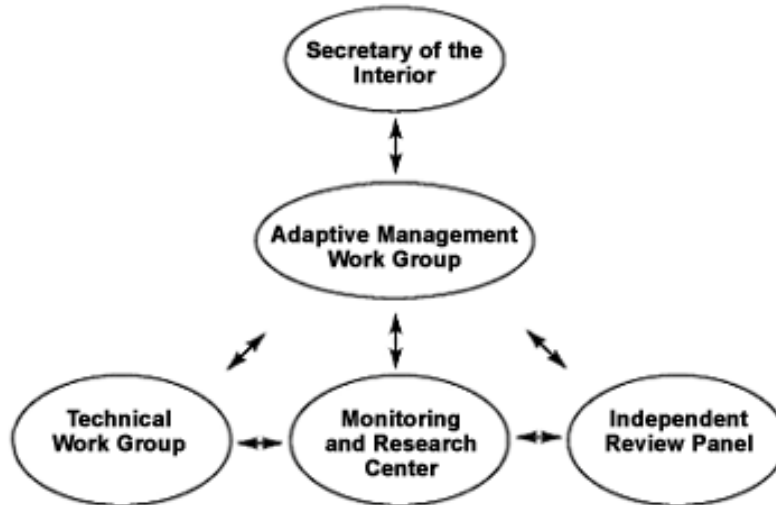 Secretary of the
Interior
Adaptive Management
Work Group
Technical
Work Group
Monitoring
and Research
Center
Independent
Review Panel